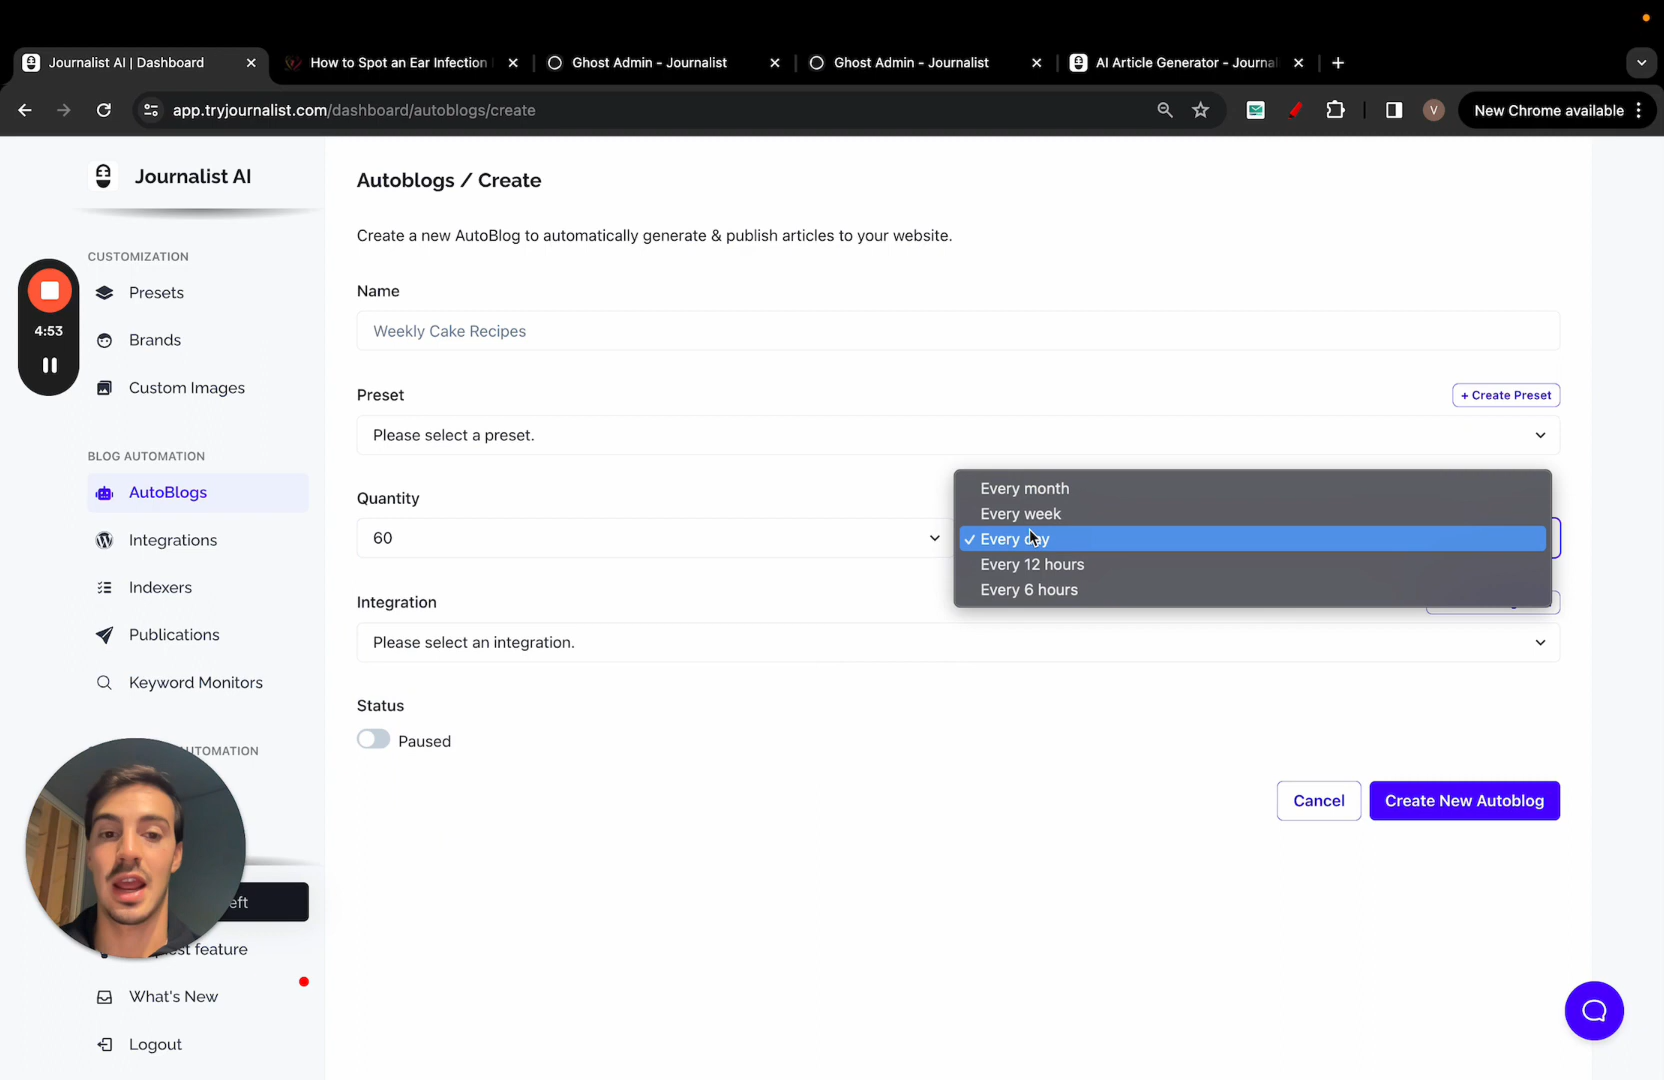 Journalist AI | Dashboard
How to Spot an Ear Infection
Ghost Admin - Journalist
Ghost Admin - Journalist
AI Article Generator - Journal
app.tryjournalist.com/dashboard/autoblogs/create
V
New Chrome available
Journalist AI
CUSTOMIZATION
Presets
Brands
Custom Images
4:53
BLOG AUTOMATION
AutoBlogs
Integrations
Indexers
Publications
Keyword Monitors
UTOMATION
eft
est feature
What's New
Logout
Autoblogs / Create
Create a new AutoBlog to automatically generate & publish articles to your website.
Name
Weekly Cake Recipes
Preset
+ Create Preset
Please select a preset.
Quantity
60
Every month
Every week
✓ Every day
Every 12 hours
Every 6 hours
Integration
Please select an integration.
Status
Paused
Cancel
Create New Autoblog